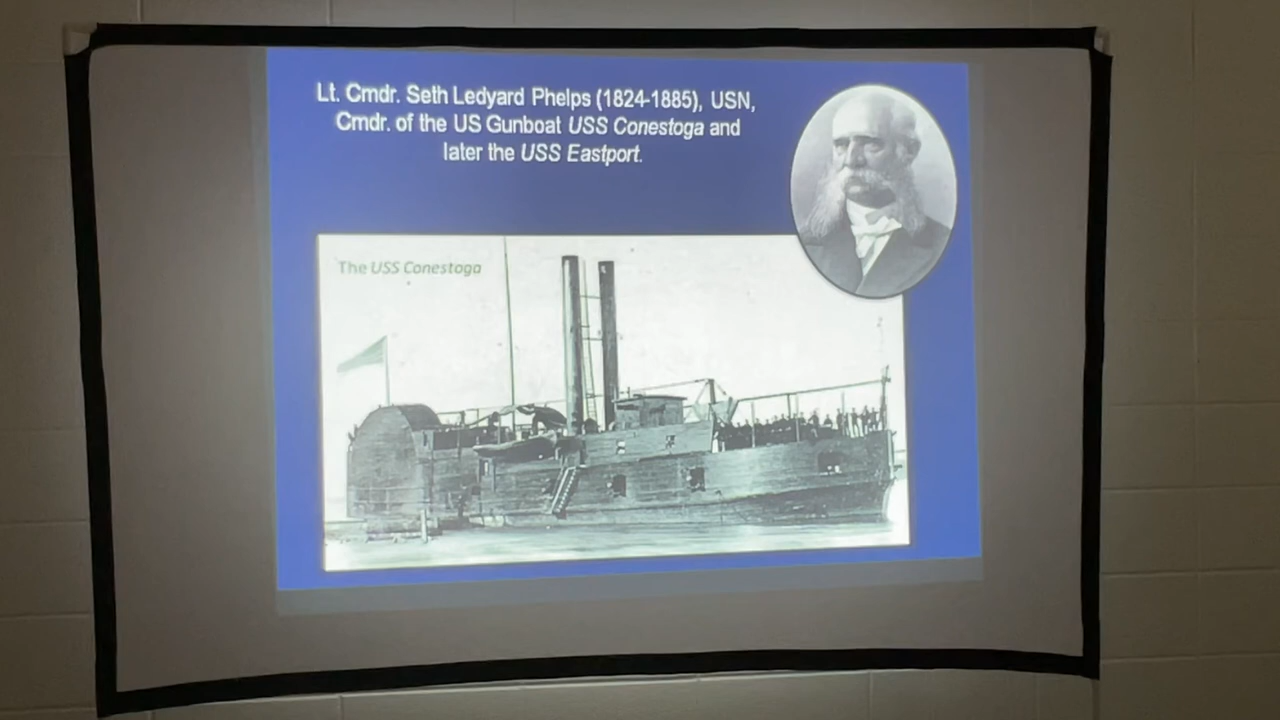 Lt. Cmdr. Seth Ledyard Phelps (1824-1885), USN,
Cmdr. of the US Gunboat USS Conestoga and
later the USS Eastport.
The USS Conestoga